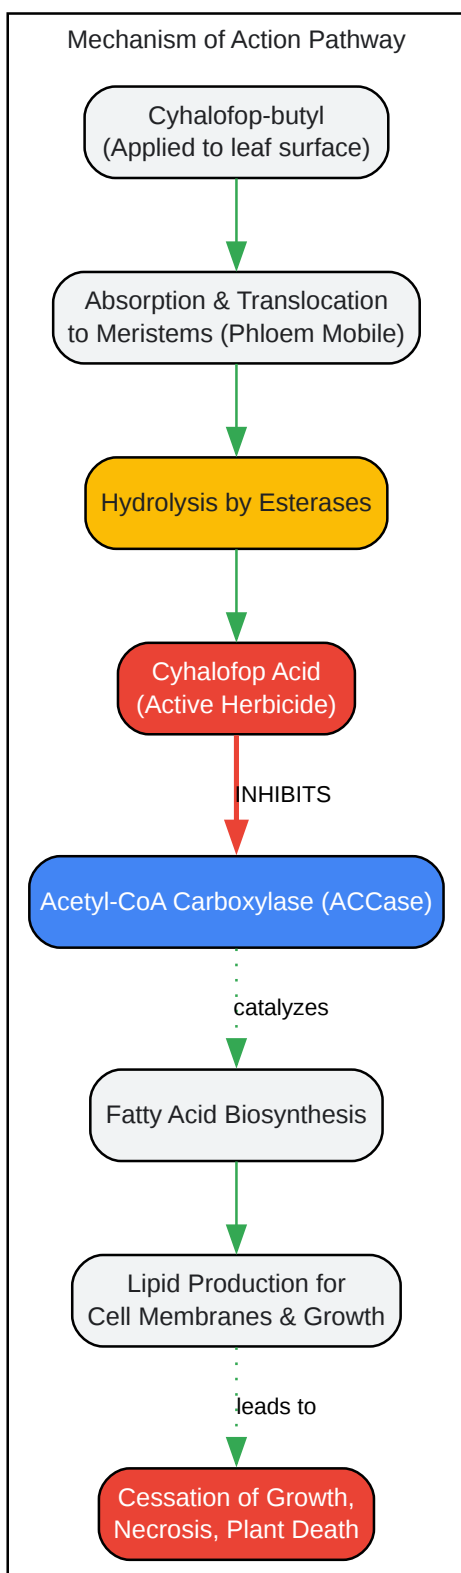 Mechanism of Action Pathway
Cyhalofop-butyl
(Applied to leaf surface)
Absorption & Translocation
to Meristems (Phloem Mobile)
Hydrolysis by Esterases
Cyhalofop Acid
(Active Herbicide)
INHIBITS
Acetyl-CoA Carboxylase (ACCase)
catalyzes
Fatty Acid Biosynthesis
Lipid Production for
Cell Membranes & Growth
leads to
Cessation of Growth,
Necrosis, Plant Death